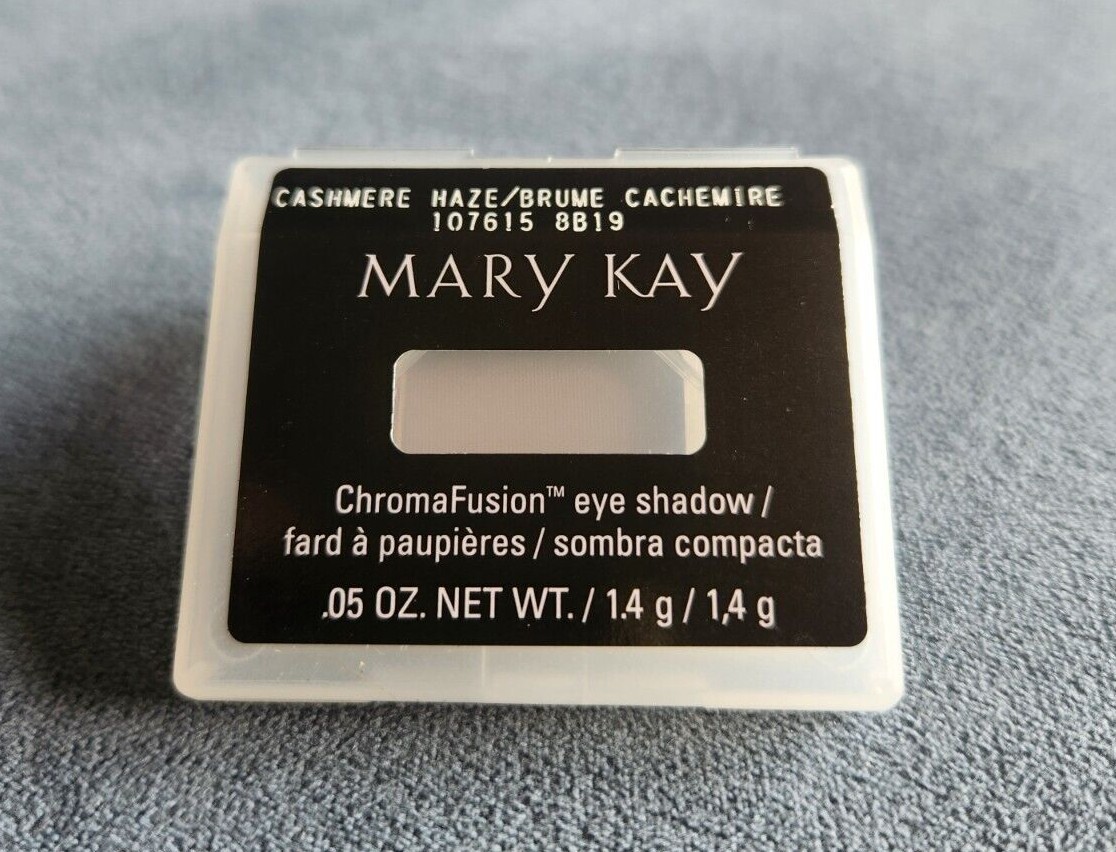 CASHMERE HAZE/BRUME CACHEMIRE
107615 8B19
MARY KAY
ChromaFusion™ eye shadow /
fard à paupières / sombra compacta
.05 OZ. NET WT. / 1.4 g / 1,4 g